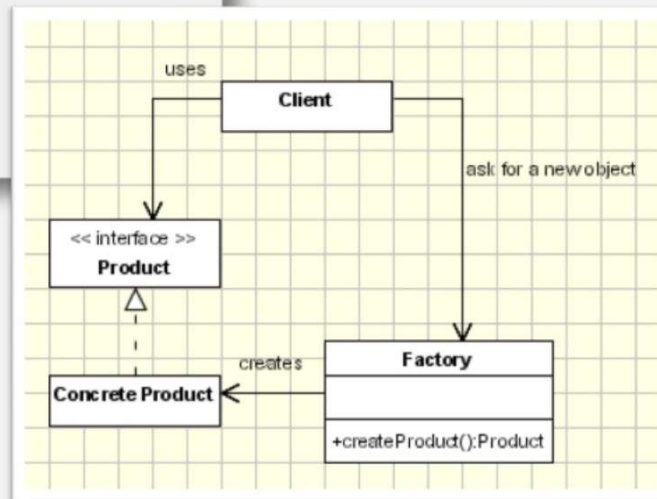 uses
Client
ask for a new object
<< interface >>
Product
creates
Factory
Concrete Product
+createProduct():Product